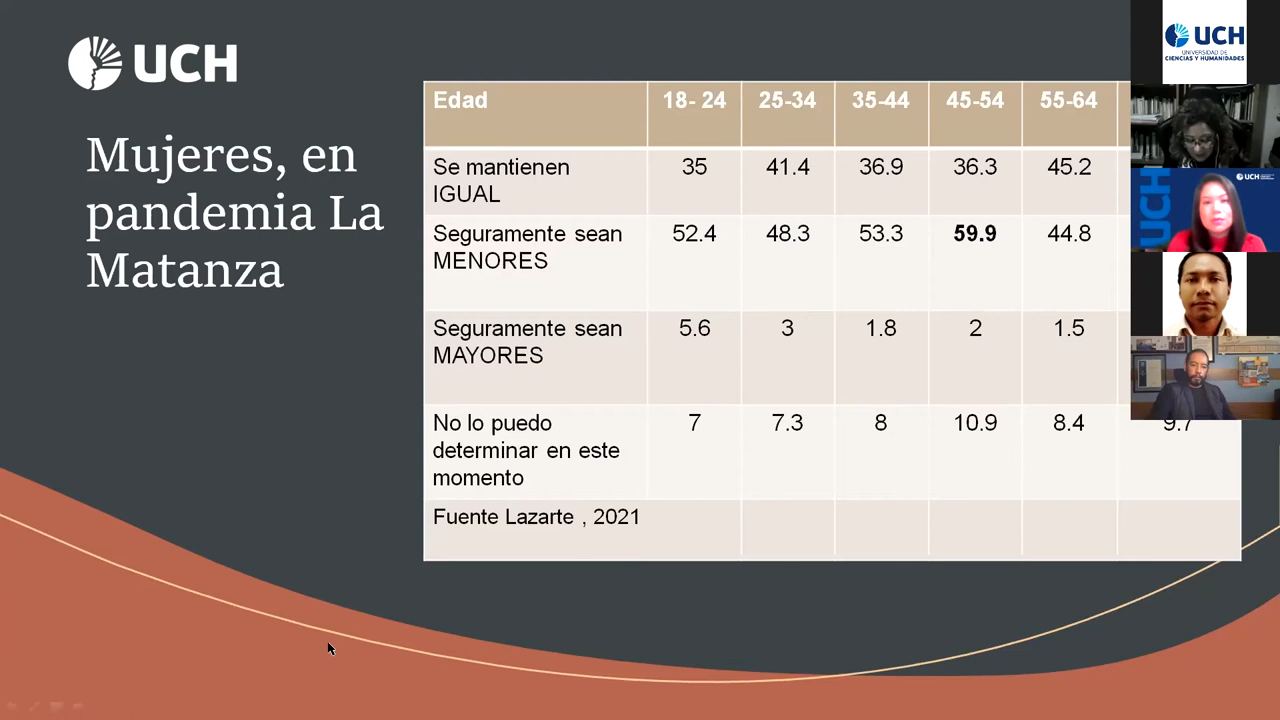 UCH
Mujeres, en
pandemia La
Matanza
Edad 18- 24 25-34 35-44 45-54 55-64
Se mantienen
IGUAL 35 41.4 36.9 36.3 45.2
Seguramente sean
MENORES 52.4 48.3 53.3 59.9 44.8
Seguramente sean
MAYORES 5.6 3 1.8 2 1.5
No lo puedo
determinar en este
momento 7 7.3 8 10.9 8.4 9.7
Fuente Lazarte , 2021
UCH
UNIVERSIDAD DE
CIENCIAS Y HUMANIDADES
UCH
UCH